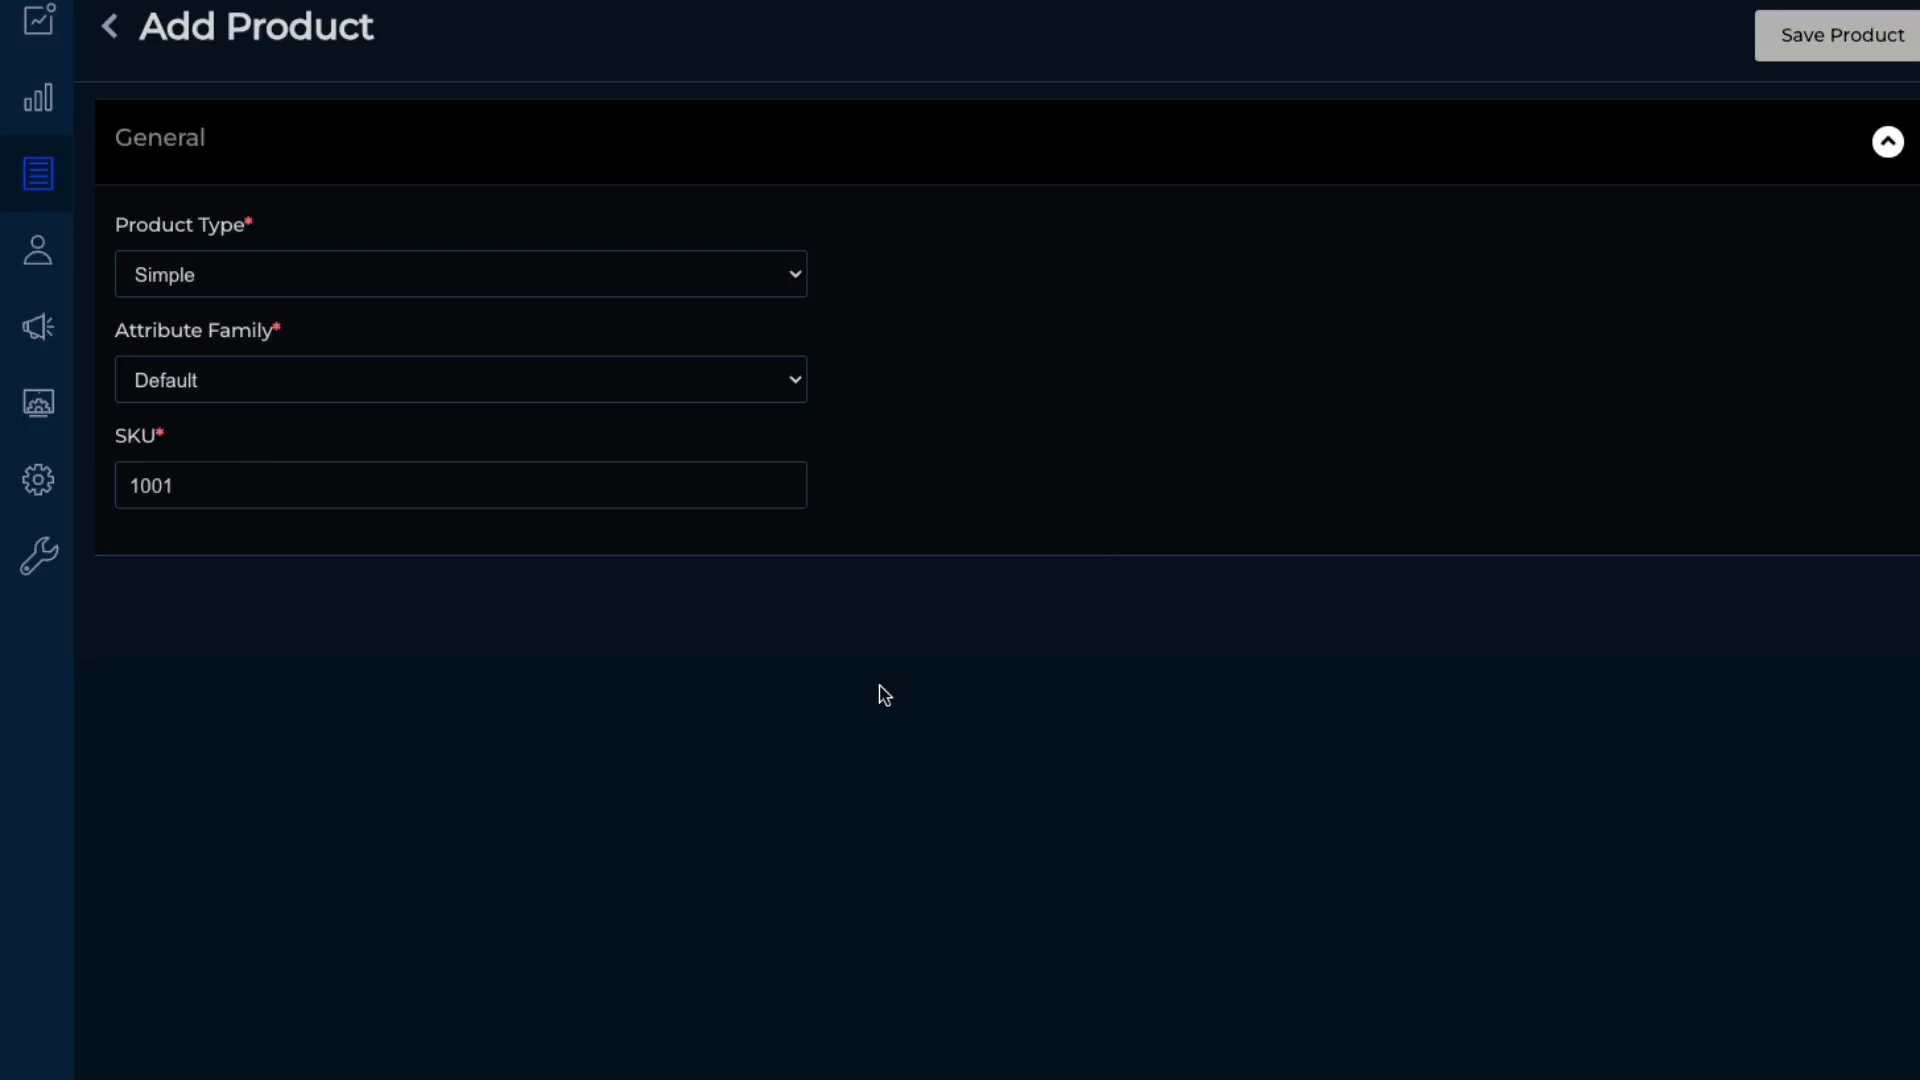 Add Product
Save Product
General
Product Type*
Simple
Attribute Family*
Default
SKU*
1001